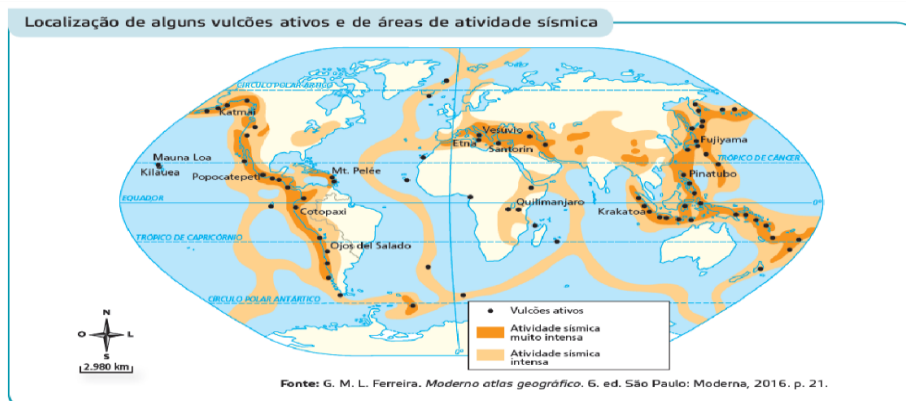 Localização de alguns vulcões ativos e de áreas de atividade sísmica
CÍRCULO POLAR ÁRTICO
Katmai
Vesúvio
Etna
Santorin
Fujiyama
Mauna Loa
Kilauea
TRÓPICO DE CÂNCER
Popocatepetl
Mt. Pelée
Pinatubo
EQUADOR
0°
Cotopaxi
Quilimanjaro
Krakatoa
TRÓPICO DE CAPRICÓRNIO
Ojos del Salado
CÍRCULO POLAR ANTÁRTICO
0°
N
O
L
S
2.980 km
Vulcões ativos
Atividade sísmica
muito intensa
Atividade sísmica
intensa
Fonte: G. M. L. Ferreira. Moderno atlas geográfico. 6. ed. São Paulo: Moderna, 2016. p. 21.